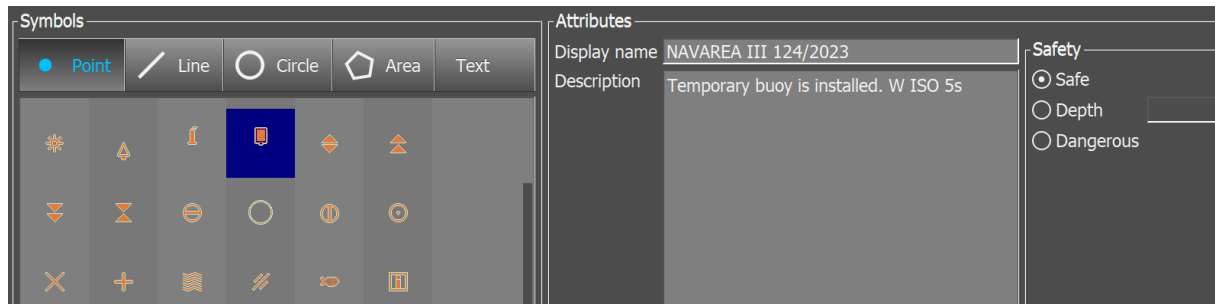 Symbols
Point
Line
Circle
Area
Text
Attributes
Display name NAVAREA III 124/2023
Description Temporary buoy is installed. W ISO 5s
Safety
Safe
Depth
Dangerous